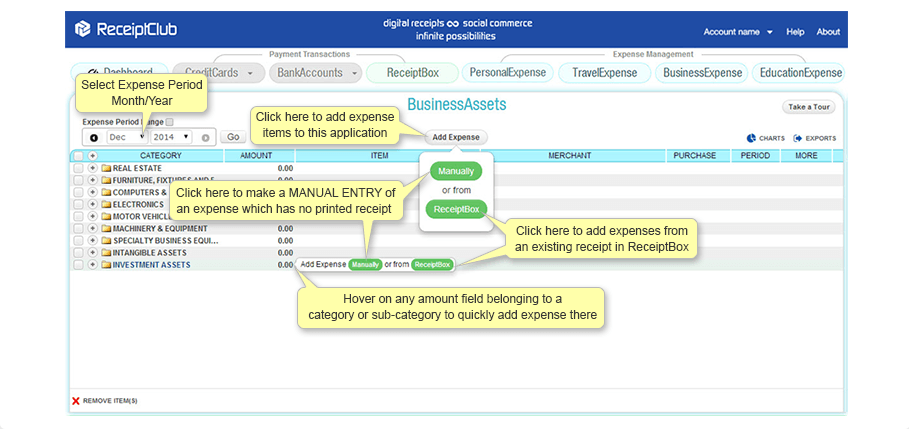 ReceiptClub
digital receipts ∞ social commerce
infinite possibilities
Account name
Help
About
Payment Transactions
Expense Management
Dashboard
CreditCards
BankAccounts
ReceiptBox
PersonalExpense
TravelExpense
BusinessExpense
EducationExpense
Select Expense Period
Month/Year
BusinessAssets
Take a Tour
Click here to add expense
items to this application
Expense Period Range
Dec
2014
Go
Add Expense
CHARTS
EXPORTS
CATEGORY
AMOUNT
ITEM
MERCHANT
PURCHASE
PERIOD
MORE
REAL ESTATE
0.00
FURNITURE, FIXTURES AND
0.00
COMPUTERS &
ELECTRONICS
MOTOR VEHICL
MACHINERY & EQUIPMENT
0.00
SPECIALTY BUSINESS EQUI...
0.00
INTANGIBLE ASSETS
0.00
INVESTMENT ASSETS
0.00
Manually
or from
ReceiptBox
Click here to make a MANUAL ENTRY of
an expense which has no printed receipt
Click here to add expenses from
an existing receipt in ReceiptBox
Add Expense Manually or from ReceiptBox
Hover on any amount field belonging to a
category or sub-category to quickly add expense there
REMOVE ITEM(S)